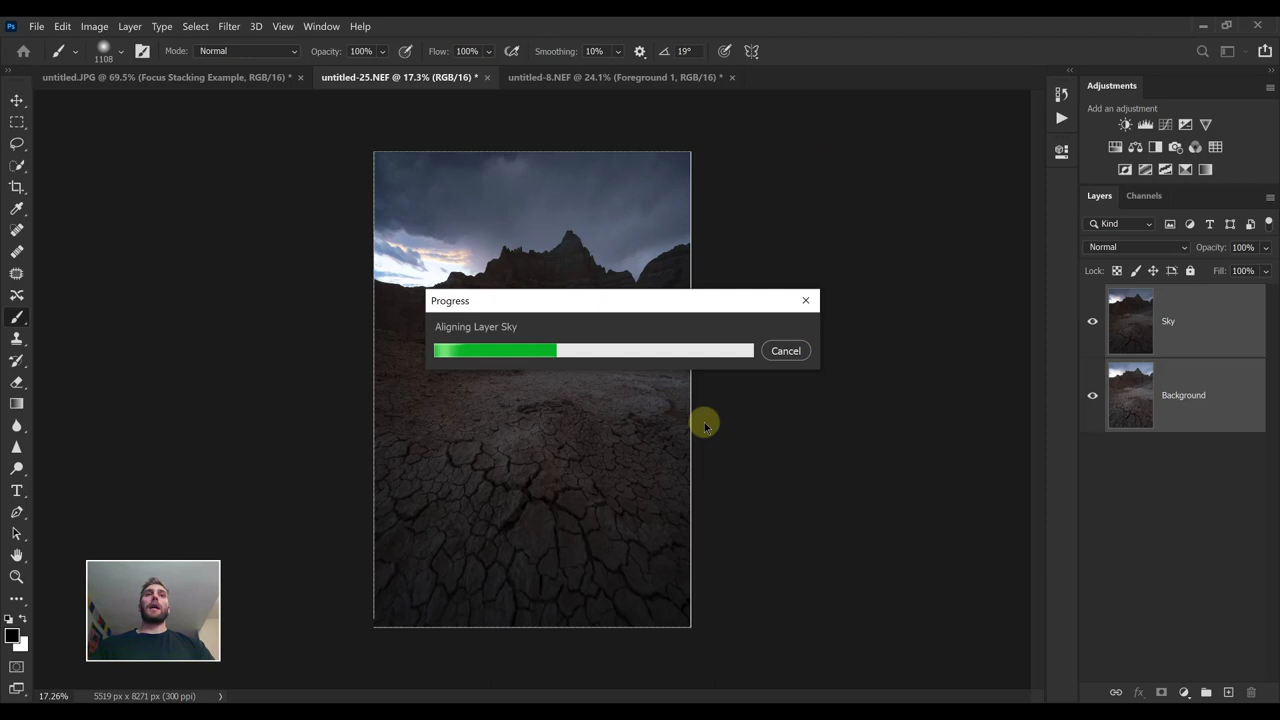 Ps File Edit Image Layer Type Select Filter 3D View Window Help
1108 Mode: Normal Opacity: 100% Flow: 100% Smoothing: 10% 19°
untitled.JPG @ 69.5% (Focus Stacking Example, RGB/16) * untitled-25.NEF @ 17.3% (RGB/16) * untitled-8.NEF @ 24.1% (Foreground 1, RGB/16) *
Adjustments
Add an adjustment
Layers Channels
Kind
Normal Opacity: 100%
Lock: Fill: 100%
Sky
Background
Progress
Aligning Layer Sky
Cancel
17.26% 5519 px x 8271 px (300 ppi)